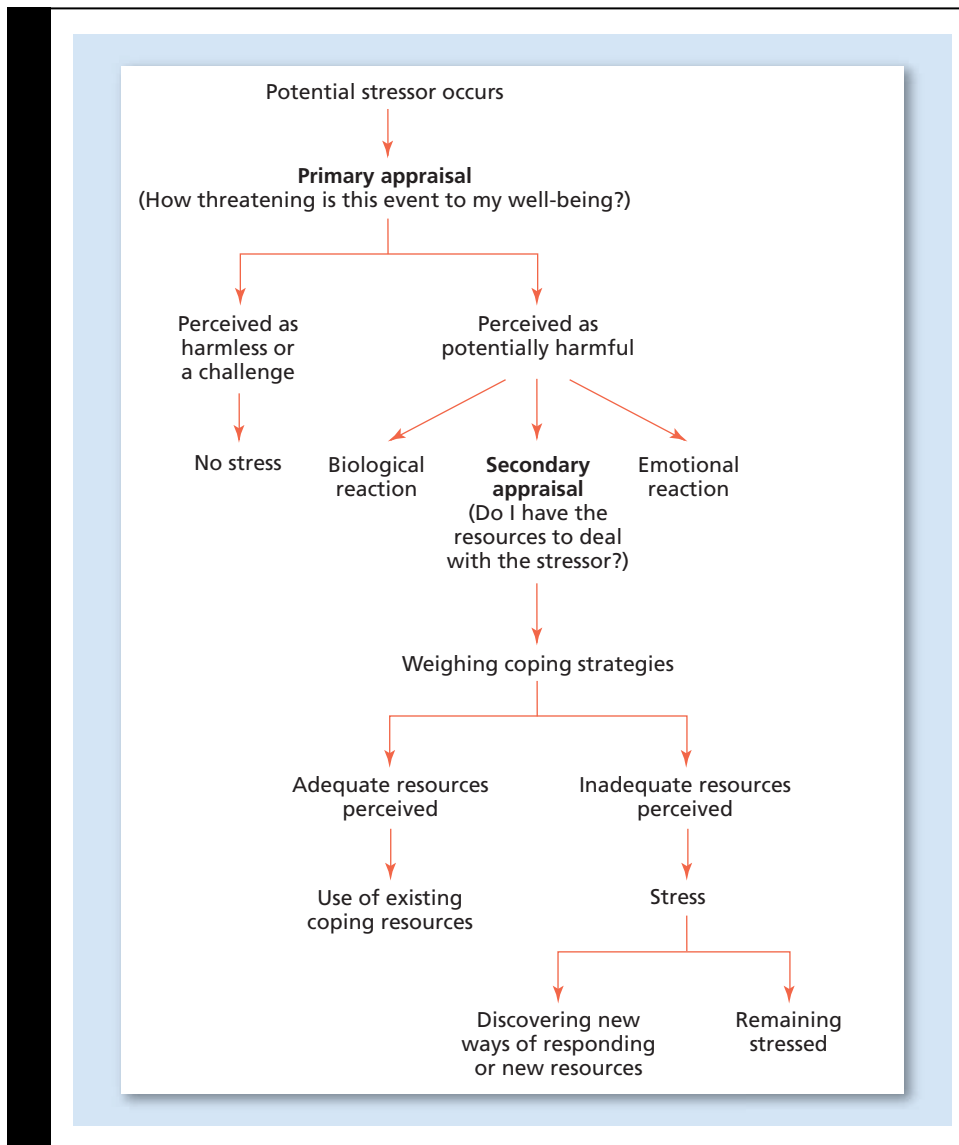 Potential stressor occurs
Primary appraisal
(How threatening is this event to my well-being?)
Perceived as
harmless or
a challenge
Perceived as
potentially harmful
No stress
Biological
reaction
Secondary
appraisal
(Do I have the
resources to deal
with the stressor?)
Emotional
reaction
Weighing coping strategies
Adequate resources
perceived
Inadequate resources
perceived
Use of existing
coping resources
Stress
Discovering new
ways of responding
or new resources
Remaining
stressed